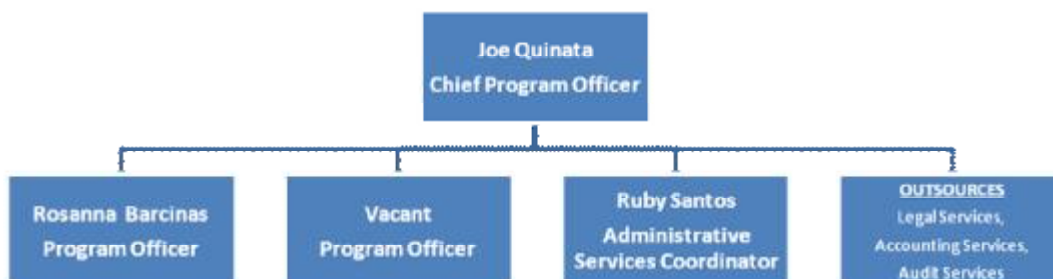 Joe Quinata
Chief Program Officer
Rosanna Barcinas
Program Officer
Vacant
Program Officer
Ruby Santos
Administrative
Services Coordinator
OUTSOURCES
Legal Services,
Accounting Services,
Audit Services